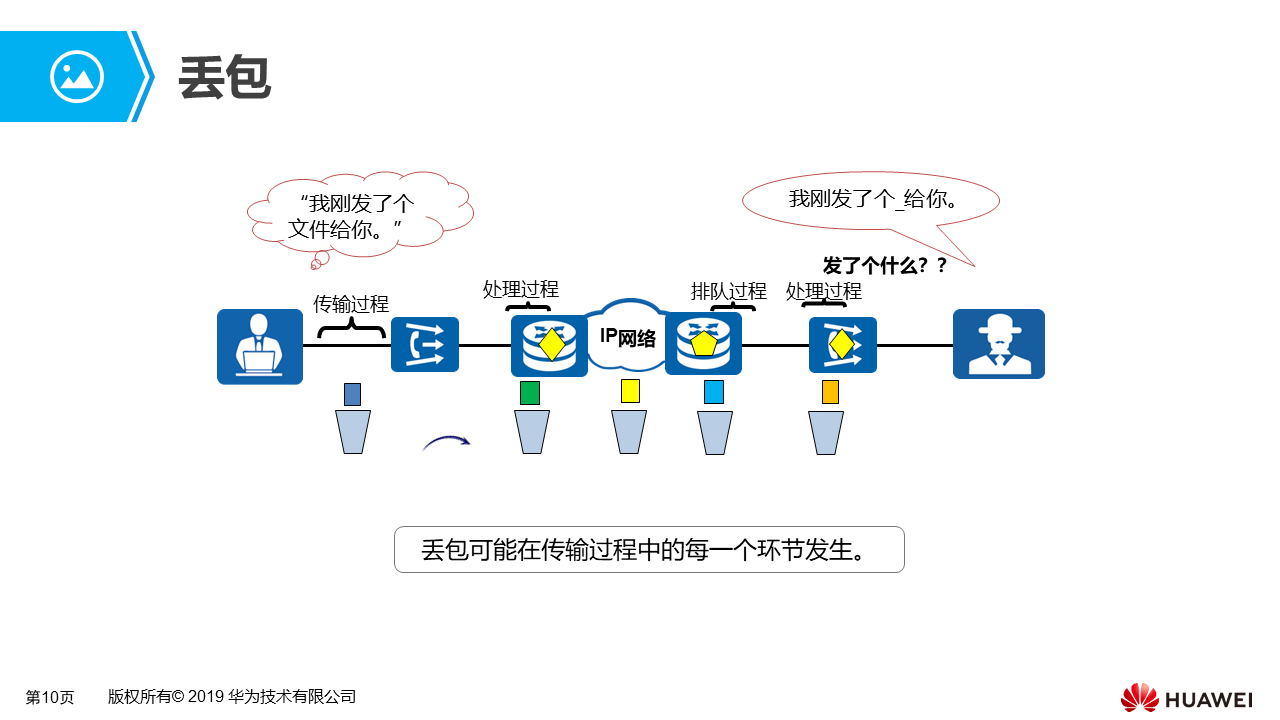 丢包
“我刚发了个
文件给你。”
我刚发了个_给你。
发了个什么？？
传输过程
处理过程
排队过程
处理过程
IP网络
丢包可能在传输过程中的每一个环节发生。
第10页
版权所有© 2019 华为技术有限公司
HUAWEI